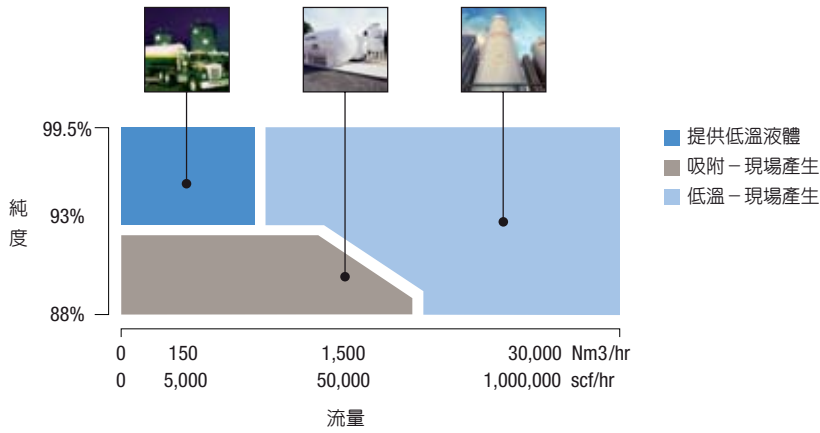 99.5%
93%
88%
純度
提供低溫液體
吸附－現場產生
低溫－現場產生
0 150 1,500 30,000 Nm3/hr
0 5,000 50,000 1,000,000 scf/hr
流量